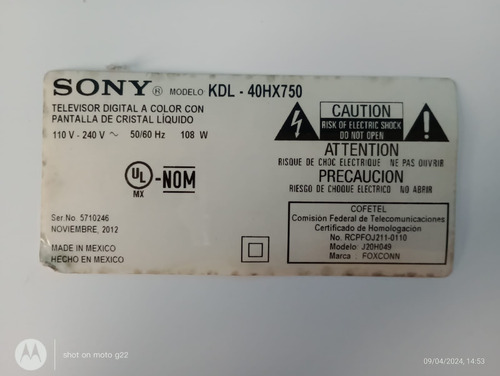 SONY® MODELO KDL - 40HX750
TELEVISOR DIGITAL A COLOR CON
PANTALLA DE CRISTAL LÍQUIDO
110 V - 240 V ~ 50/60 Hz 108 W
UL ® -NOM
MX
Ser.No. 5710246
NOVIEMBRE, 2012
MADE IN MEXICO
HECHO EN MEXICO
CAUTION
RISK OF ELECTRIC SHOCK
DO NOT OPEN
ATTENTION
RISQUE DE CHOC ELECTRIQUE NE PAS OUVRIR
PRECAUCION
RIESGO DE CHOQUE ELECTRICO NO ABRIR
COFETEL
Comisión Federal de Telecomunicaciones
Certificado de Homologación
No. RCPFOJ211-0110
Modelo: J20H049
Marca : FOXCONN
shot on moto g22
09/04/2024, 14:53